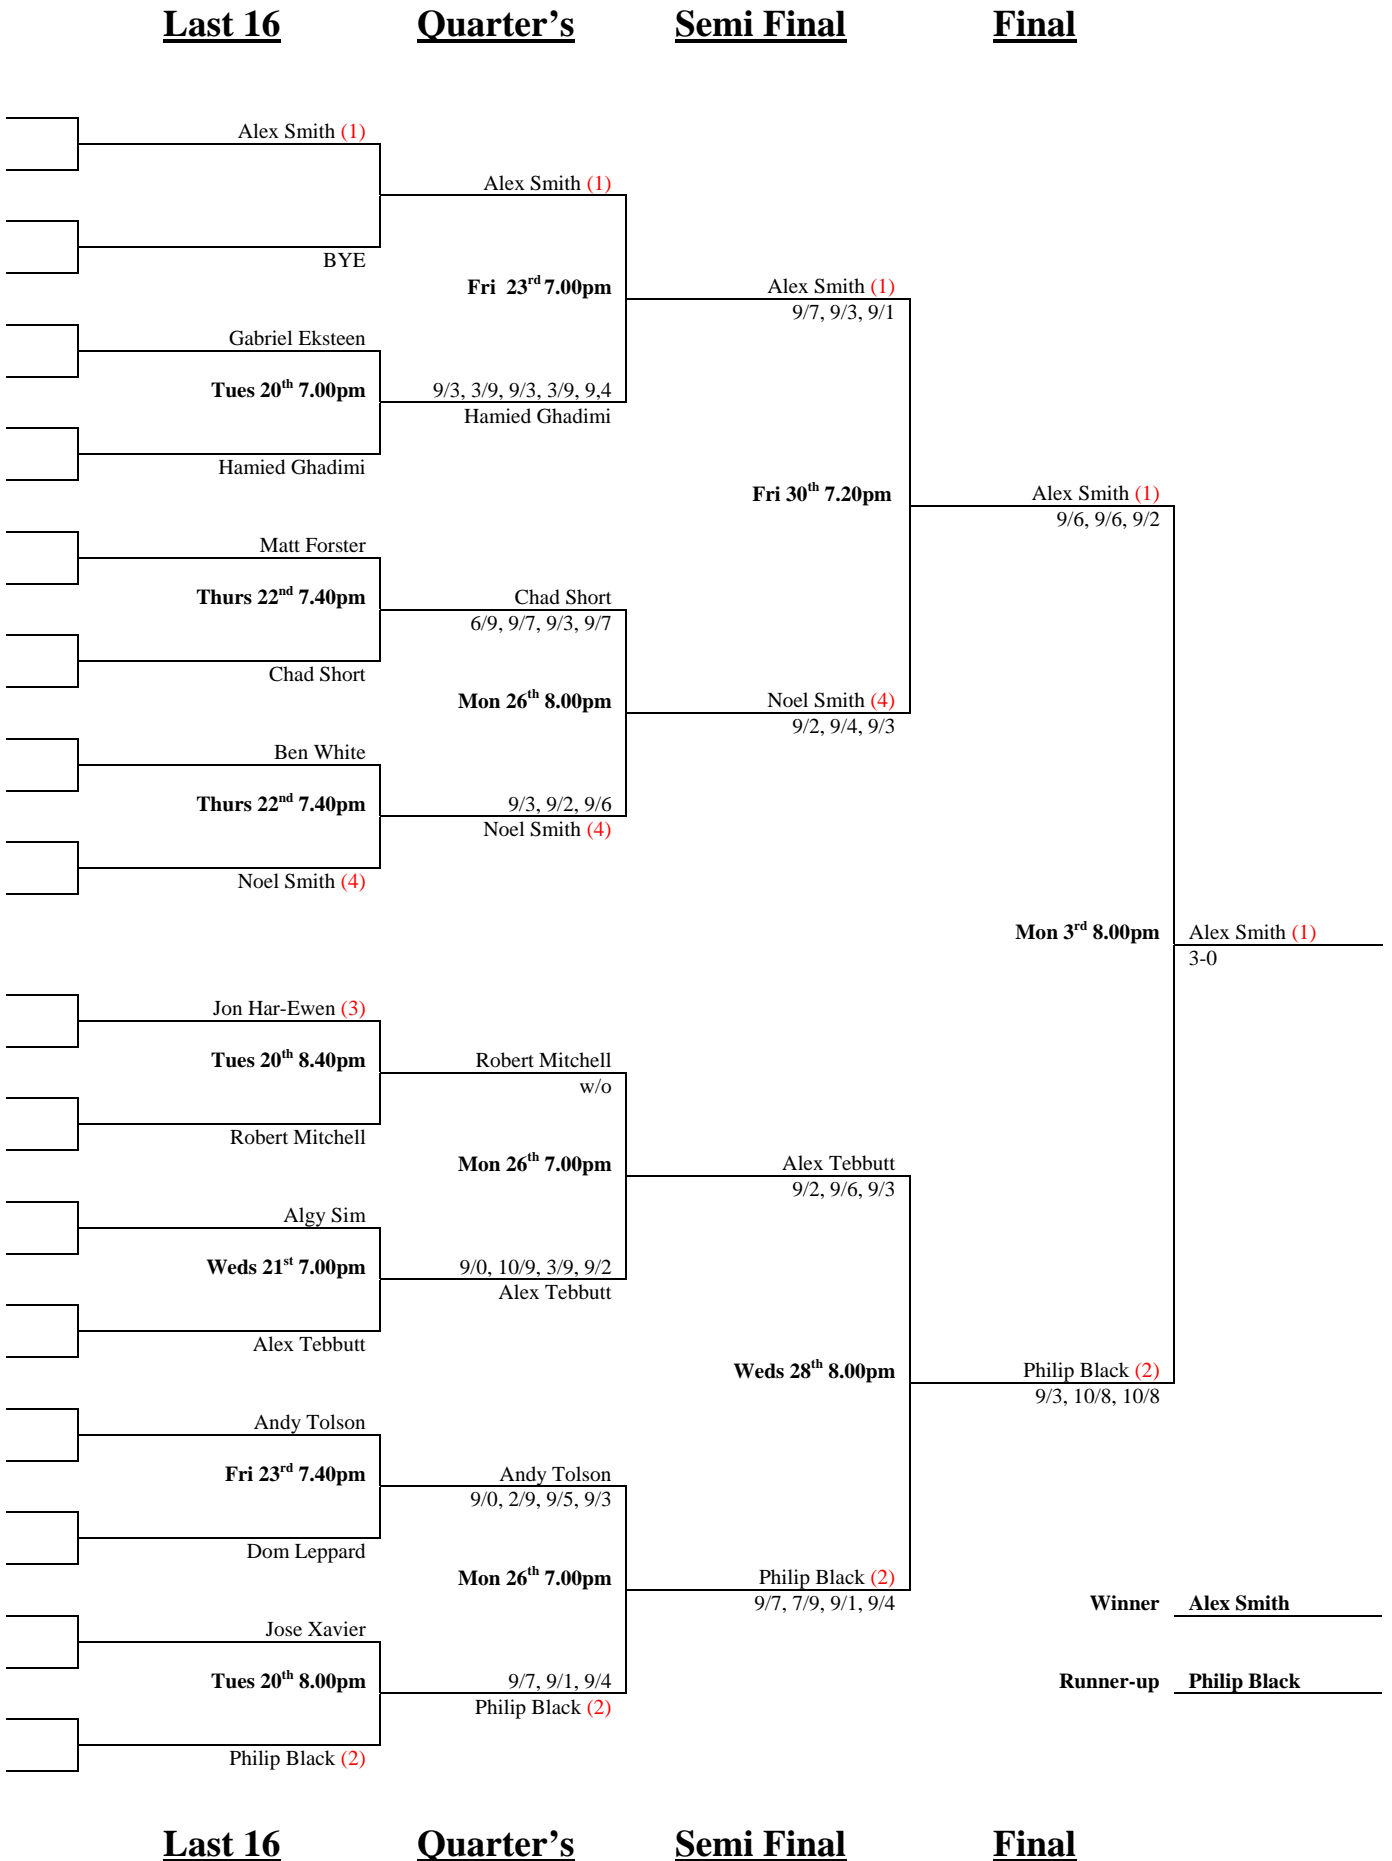 Last 16 Quarter's Semi Final Final
Alex Smith (1)
Alex Smith (1)
BYE
Fri 23rd 7.00pm
Alex Smith (1)
9/7, 9/3, 9/1
Gabriel Eksteen
Tues 20th 7.00pm
9/3, 3/9, 9/3, 3/9, 9,4
Hamied Ghadimi
Hamied Ghadimi
Fri 30th 7.20pm
Alex Smith (1)
9/6, 9/6, 9/2
Matt Forster
Thurs 22nd 7.40pm
Chad Short
6/9, 9/7, 9/3, 9/7
Chad Short
Mon 26th 8.00pm
Noel Smith (4)
9/2, 9/4, 9/3
Ben White
Thurs 22nd 7.40pm
9/3, 9/2, 9/6
Noel Smith (4)
Noel Smith (4)
Mon 3rd 8.00pm
Alex Smith (1)
3-0
Jon Har-Ewen (3)
Tues 20th 8.40pm
Robert Mitchell
w/o
Robert Mitchell
Mon 26th 7.00pm
Alex Tebbutt
9/2, 9/6, 9/3
Algy Sim
Weds 21st 7.00pm
9/0, 10/9, 3/9, 9/2
Alex Tebbutt
Alex Tebbutt
Weds 28th 8.00pm
Philip Black (2)
9/3, 10/8, 10/8
Andy Tolson
Fri 23rd 7.40pm
Andy Tolson
9/0, 2/9, 9/5, 9/3
Dom Leppard
Mon 26th 7.00pm
Philip Black (2)
9/7, 7/9, 9/1, 9/4
Winner Alex Smith
Jose Xavier
Tues 20th 8.00pm
9/7, 9/1, 9/4
Philip Black (2)
Runner-up Philip Black
Philip Black (2)
Last 16 Quarter's Semi Final Final